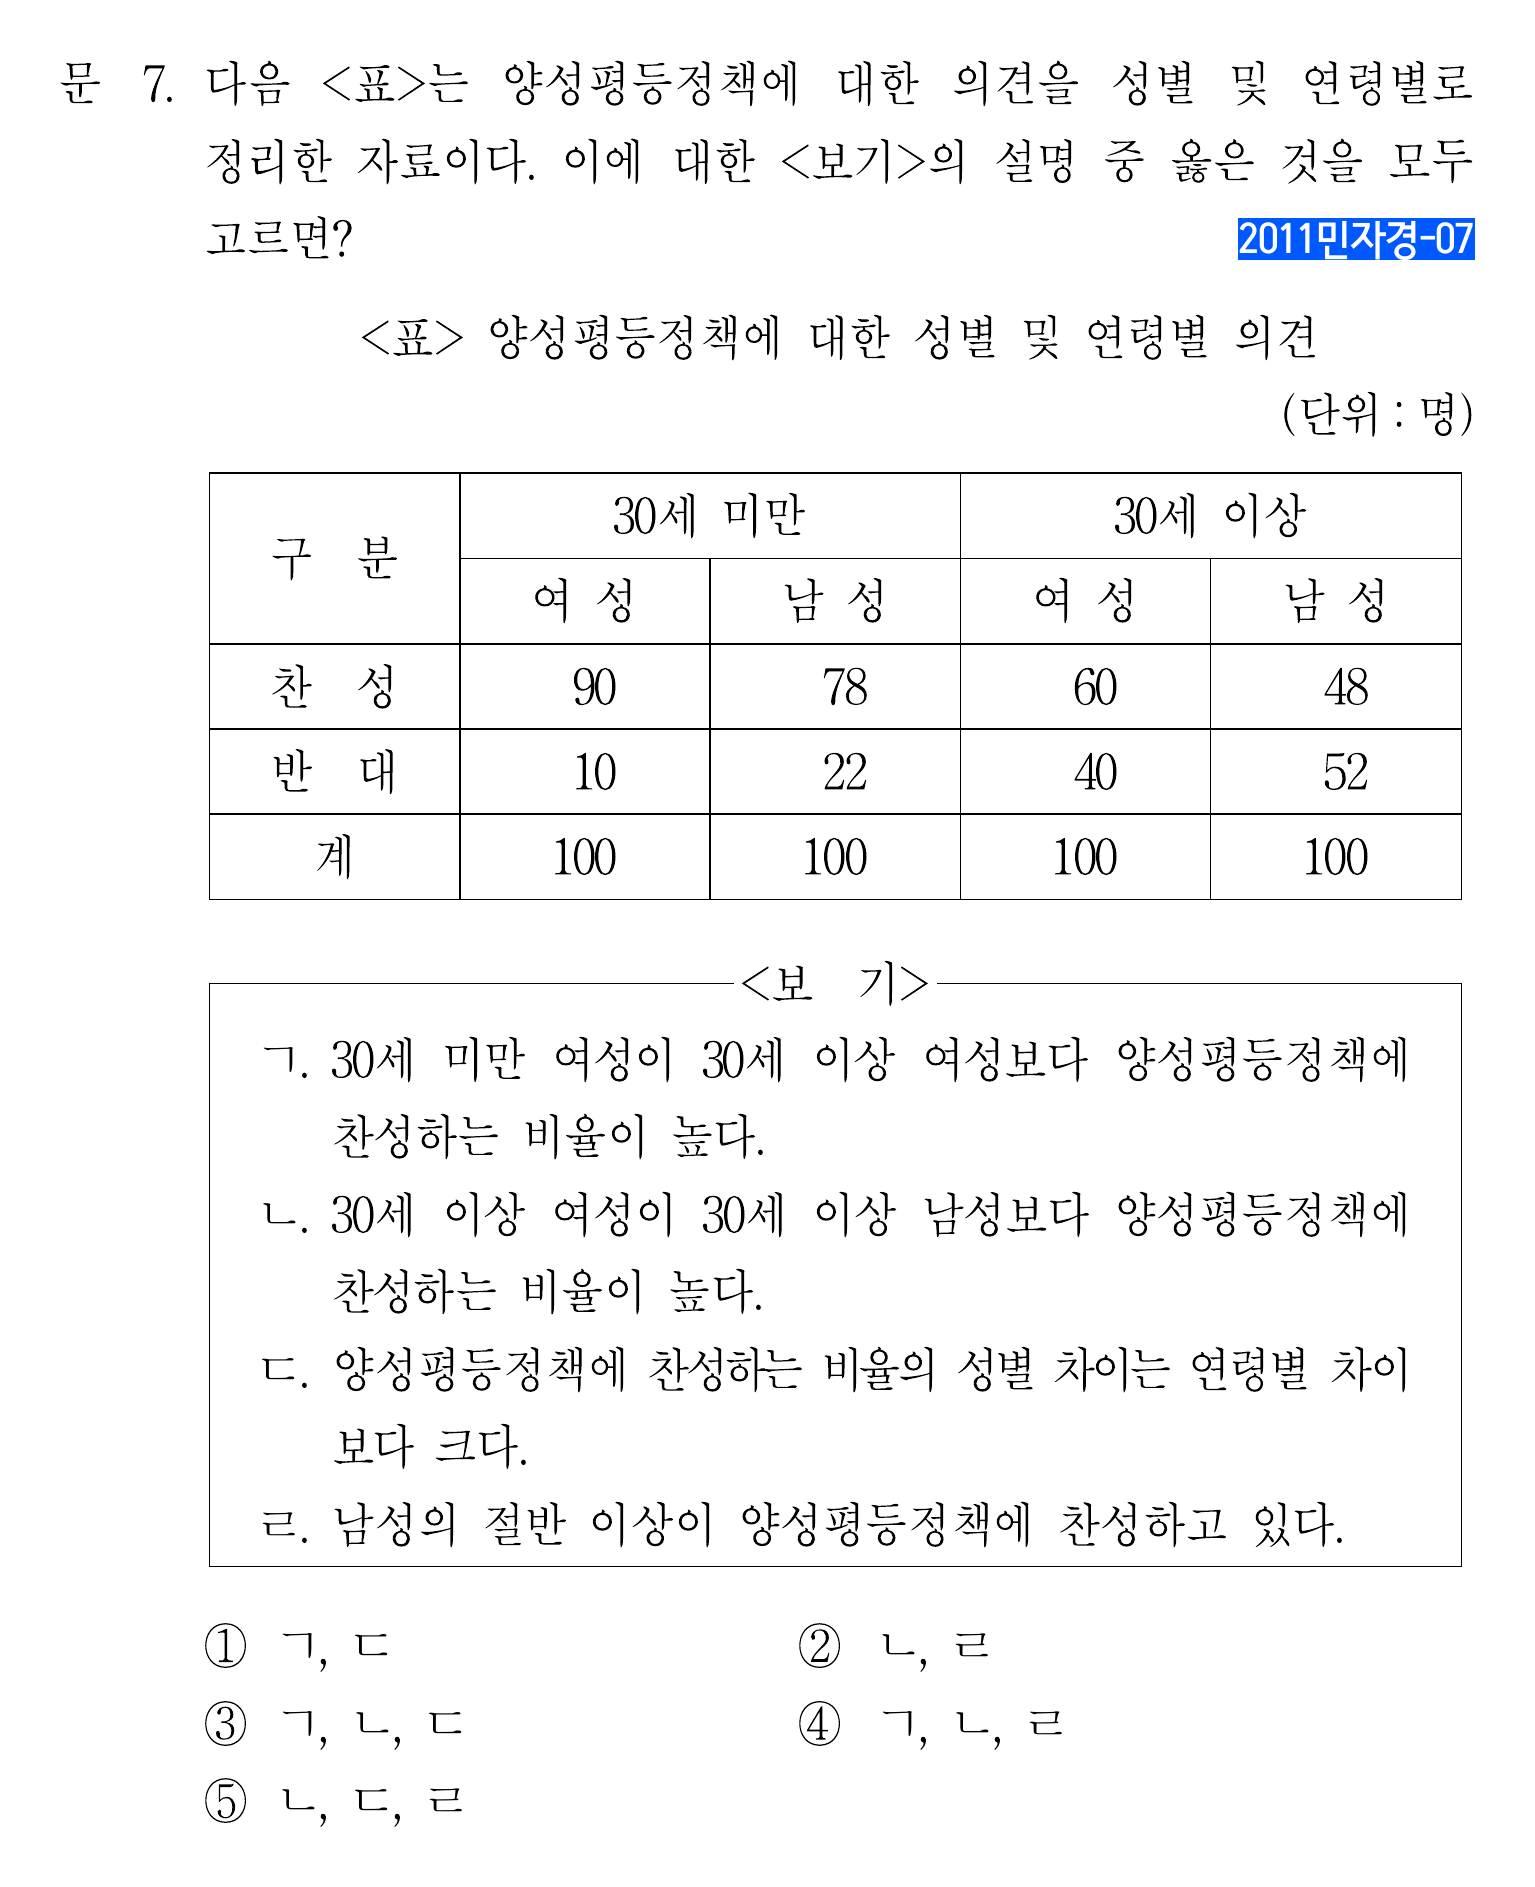 문 7. 다음 <표>는 양성평등정책에 대한 의견을 성별 및 연령별로
정리한 자료이다. 이에 대한 <보기>의 설명 중 옳은 것을 모두
고르면?
2011민자경-07
<표> 양성평등정책에 대한 성별 및 연령별 의견
(단위 : 명)
구 분 30세 미만 30세 이상
여 성 남 성 여 성 남 성
찬 성 90 78 60 48
반 대 10 22 40 52
계 100 100 100 100
<보 기>
ㄱ. 30세 미만 여성이 30세 이상 여성보다 양성평등정책에
찬성하는 비율이 높다.
ㄴ. 30세 이상 여성이 30세 이상 남성보다 양성평등정책에
찬성하는 비율이 높다.
ㄷ. 양성평등정책에 찬성하는 비율의 성별 차이는 연령별 차이
보다 크다.
ㄹ. 남성의 절반 이상이 양성평등정책에 찬성하고 있다.
① ㄱ, ㄷ ② ㄴ, ㄹ
③ ㄱ, ㄴ, ㄷ ④ ㄱ, ㄴ, ㄹ
⑤ ㄴ, ㄷ, ㄹ